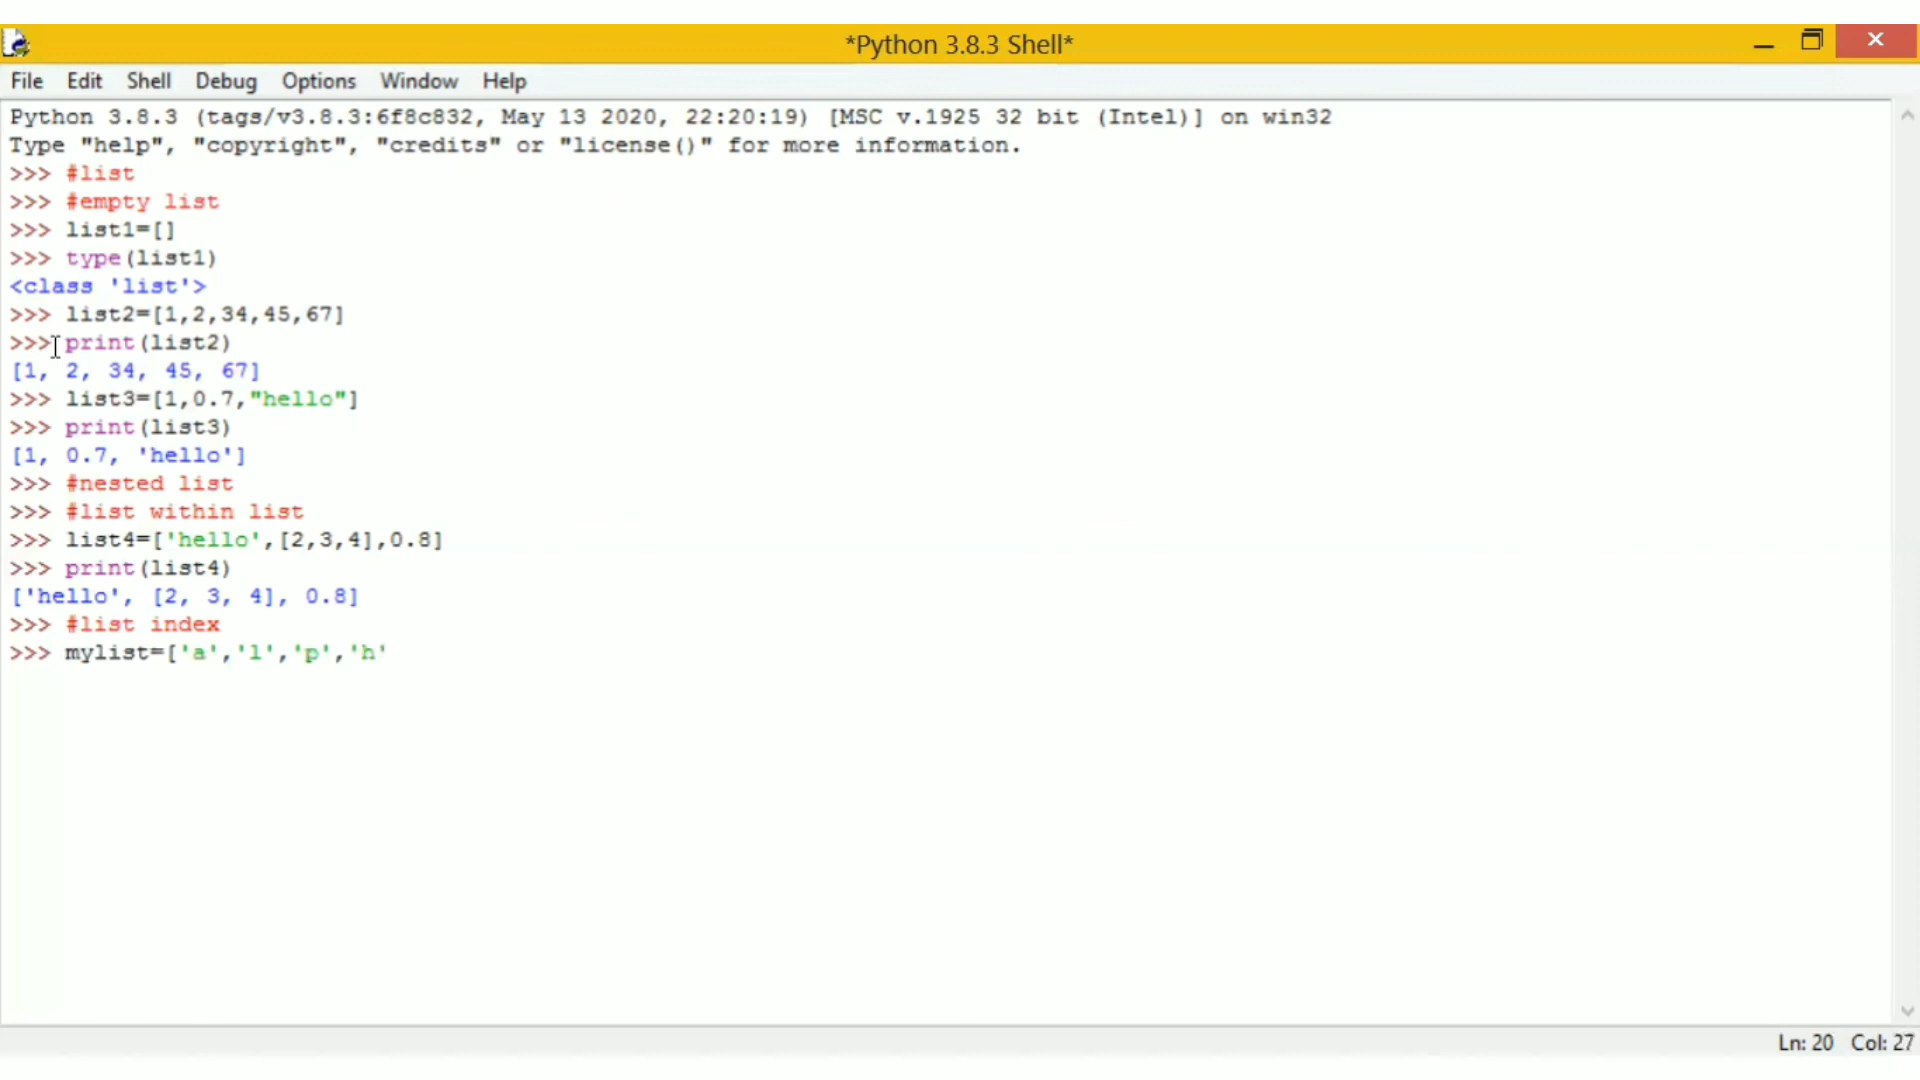 *Python 3.8.3 Shell*
File Edit Shell Debug Options Window Help
Python 3.8.3 (tags/v3.8.3:6f8c832, May 13 2020, 22:20:19) [MSC v.1925 32 bit (Intel)] on win32
Type "help", "copyright", "credits" or "license()" for more information.
>>> #list
>>> #empty list
>>> list1=[]
>>> type(list1)
<class 'list'>
>>> list2=[1,2,34,45,67]
>>> print(list2)
[1, 2, 34, 45, 67]
>>> list3=[1,0.7,"hello"]
>>> print(list3)
[1, 0.7, 'hello']
>>> #nested list
>>> #list within list
>>> list4=['hello',[2,3,4],0.8]
>>> print(list4)
['hello', [2, 3, 4], 0.8]
>>> #list index
>>> mylist=['a','l','p','h'
Ln: 20 Col: 27